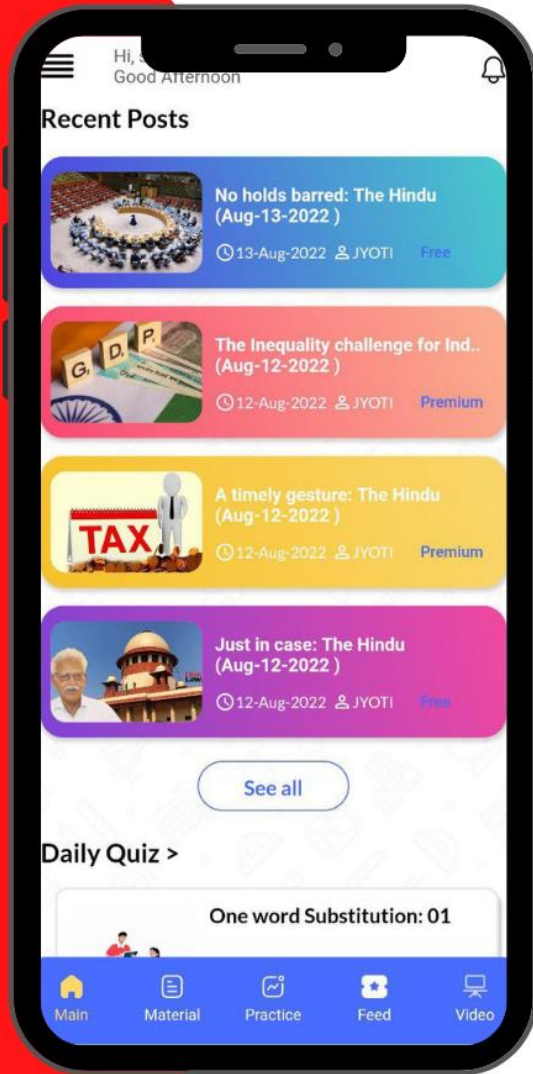 Hi,
Good Afternoon
Recent Posts
No holds barred: The Hindu
(Aug-13-2022 )
13-Aug-2022 JYOTI Free
G D P
The Inequality challenge for Ind..
(Aug-12-2022 )
12-Aug-2022 JYOTI Premium
TAX
A timely gesture: The Hindu
(Aug-12-2022 )
12-Aug-2022 JYOTI Premium
Just in case: The Hindu
(Aug-12-2022 )
12-Aug-2022 JYOTI Free
See all
Daily Quiz >
One word Substitution: 01
Main Material Practice Feed Video